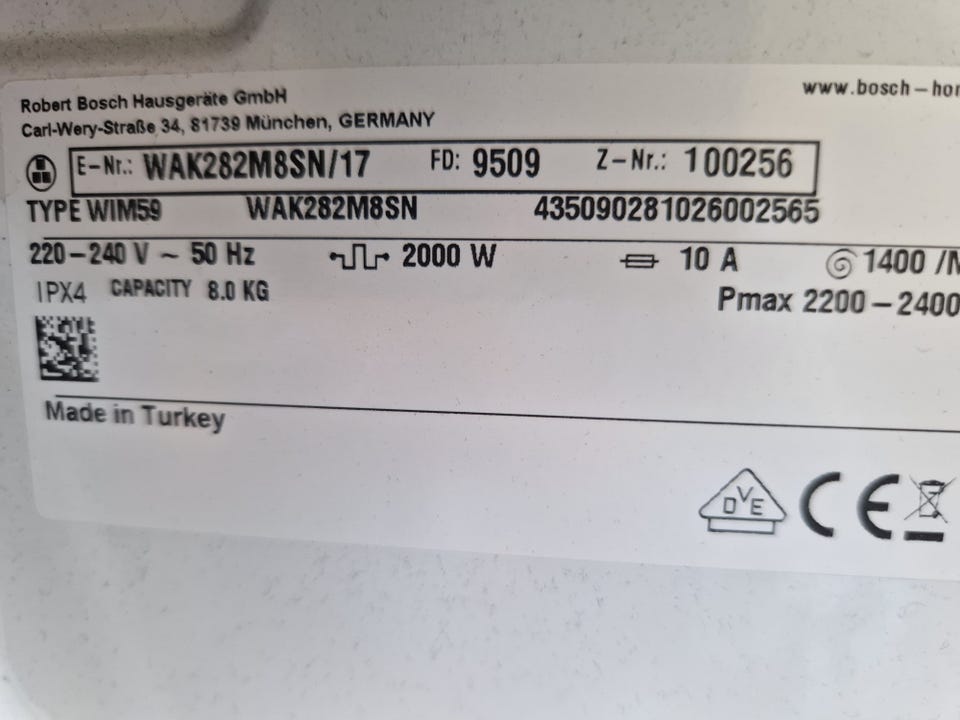 Robert Bosch Hausgeräte GmbH
www.bosch-hom
Carl-Wery-Straße 34, 81739 München, GERMANY
E-Nr.: WAK282M8SN/17 FD: 9509 Z-Nr.: 100256
TYPE WIM59 WAK282M8SN 435090281026002565
220-240 V ~ 50 Hz 2000 W 10 A 1400 /M
IPX4 CAPACITY 8.0 KG Pmax 2200-2400
Made in Turkey
DVE CE